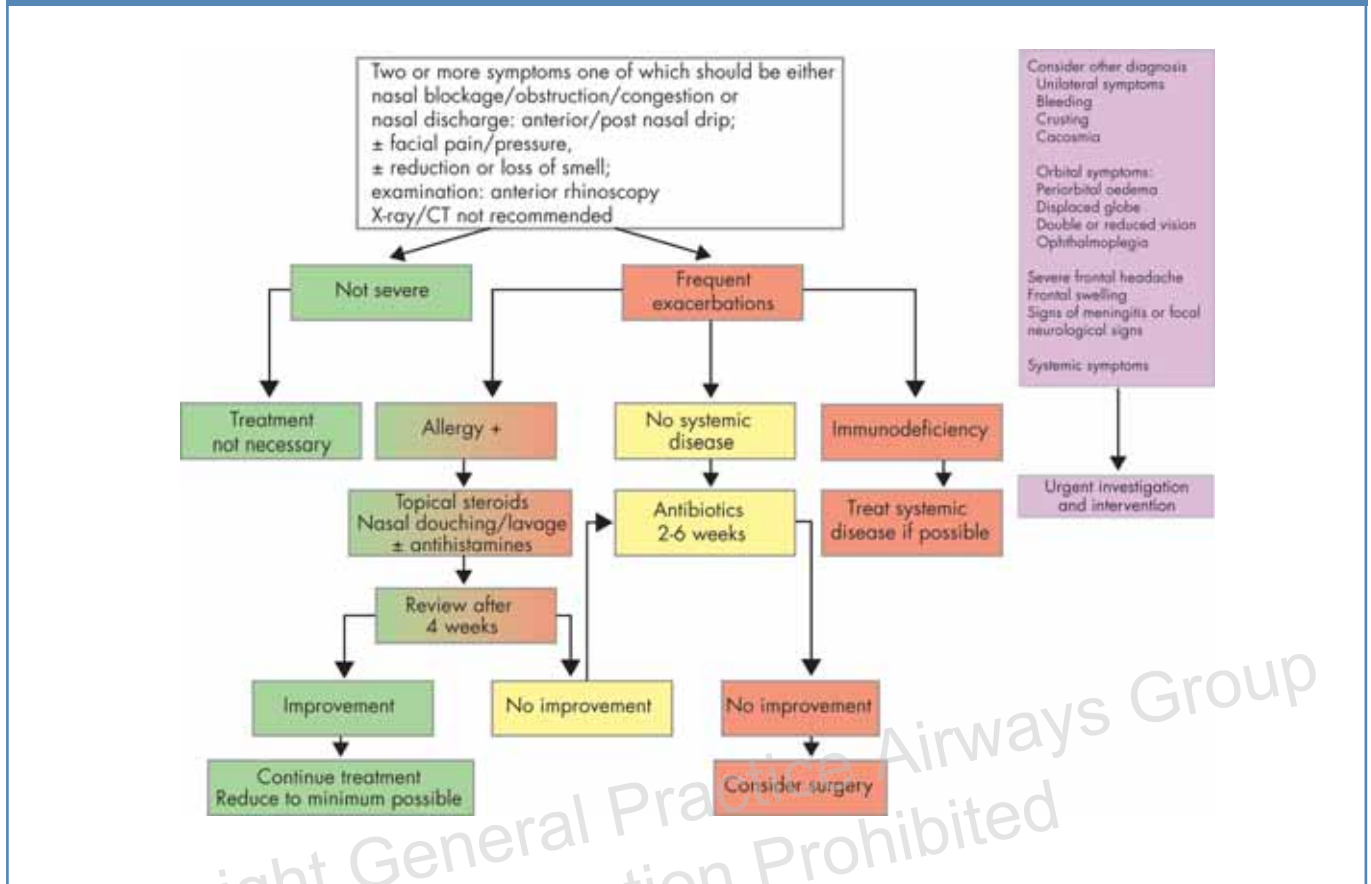 Two or more symptoms one of which should be either
nasal blockage/obstruction/congestion or
nasal discharge: anterior/post nasal drip;
± facial pain/pressure,
± reduction or loss of smell;
examination: anterior rhinoscopy
X-ray/CT not recommended
Consider other diagnosis
Unilateral symptoms
Bleeding
Crusting
Cacosmia
Orbital symptoms:
Periorbital oedema
Displaced globe
Double or reduced vision
Ophthalmoplegia
Severe frontal headache
Frontal swelling
Signs of meningitis or focal
neurological signs
Systemic symptoms
Not severe
Frequent
exacerbations
Treatment
not necessary
Allergy +
No systemic
disease
Immunodeficiency
Urgent investigation
and intervention
Topical steroids
Nasal douching/lavage
± antihistamines
Antibiotics
2-6 weeks
Treat systemic
disease if possible
Review after
4 weeks
Improvement
No improvement
No improvement
Continue treatment
Reduce to minimum possible
Consider surgery
General Practice Airways Group
Prohibited